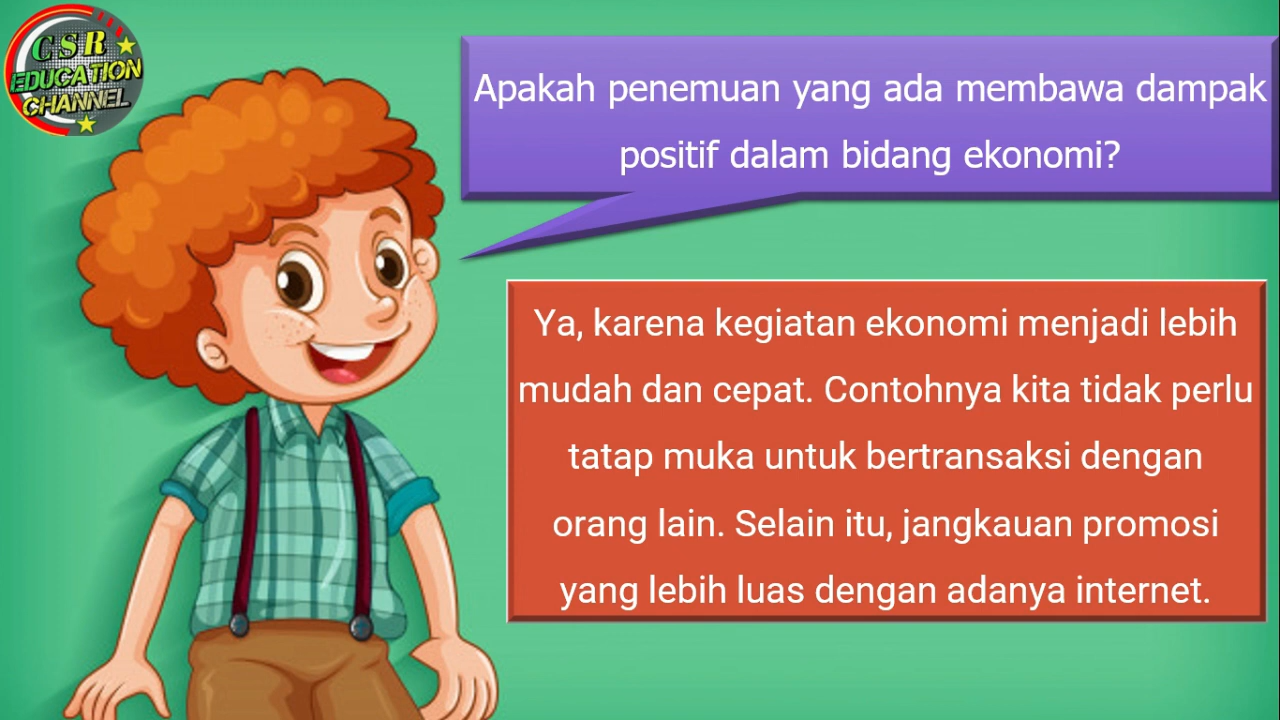 CSR
EDUCATION
CHANNEL
Apakah penemuan yang ada membawa dampak
positif dalam bidang ekonomi?
Ya, karena kegiatan ekonomi menjadi lebih
mudah dan cepat. Contohnya kita tidak perlu
tatap muka untuk bertransaksi dengan
orang lain. Selain itu, jangkauan promosi
yang lebih luas dengan adanya internet.